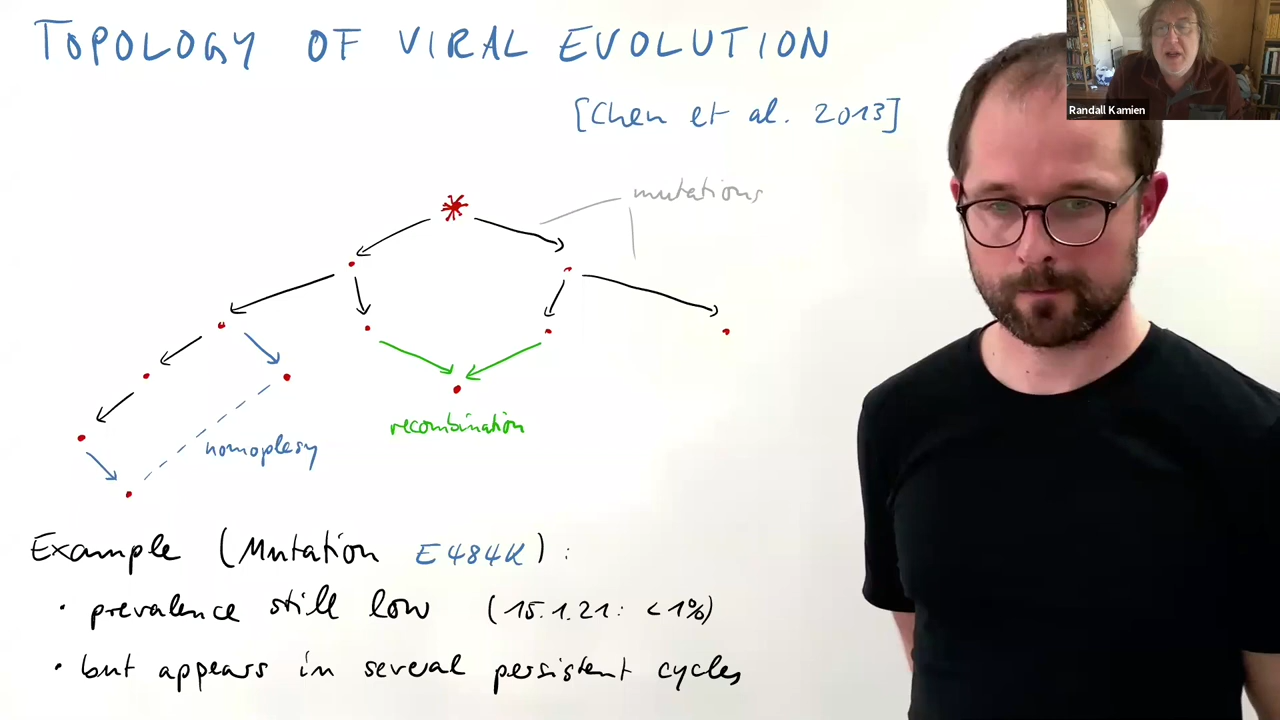 TOPOLOGY OF VIRAL EVOLUTION
[Chen et al. 2013]
Randall Kamien
mutations
recombination
homoplesy
Example (Mutation E484K):
• prevalence still low (15.1.21: <1%)
• but appears in several persistent cycles